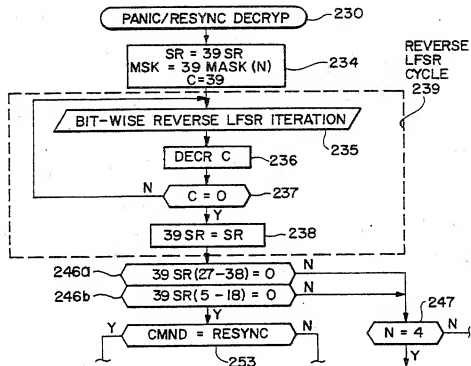 PANIC/RESYNC DECRYP
230
SR = 39 SR
MSK = 39 MASK (N)
C=39
234
REVERSE
LFSR
CYCLE
239
BIT-WISE REVERSE LFSR ITERATION
235
DECR C
236
N
C = 0
237
Y
39 SR = SR
238
246a
39 SR (27-38) = 0
N
246b
39 SR (5-18) = 0
N
247
Y
Y
CMND = RESYNC
N
253
N = 4
N
Y